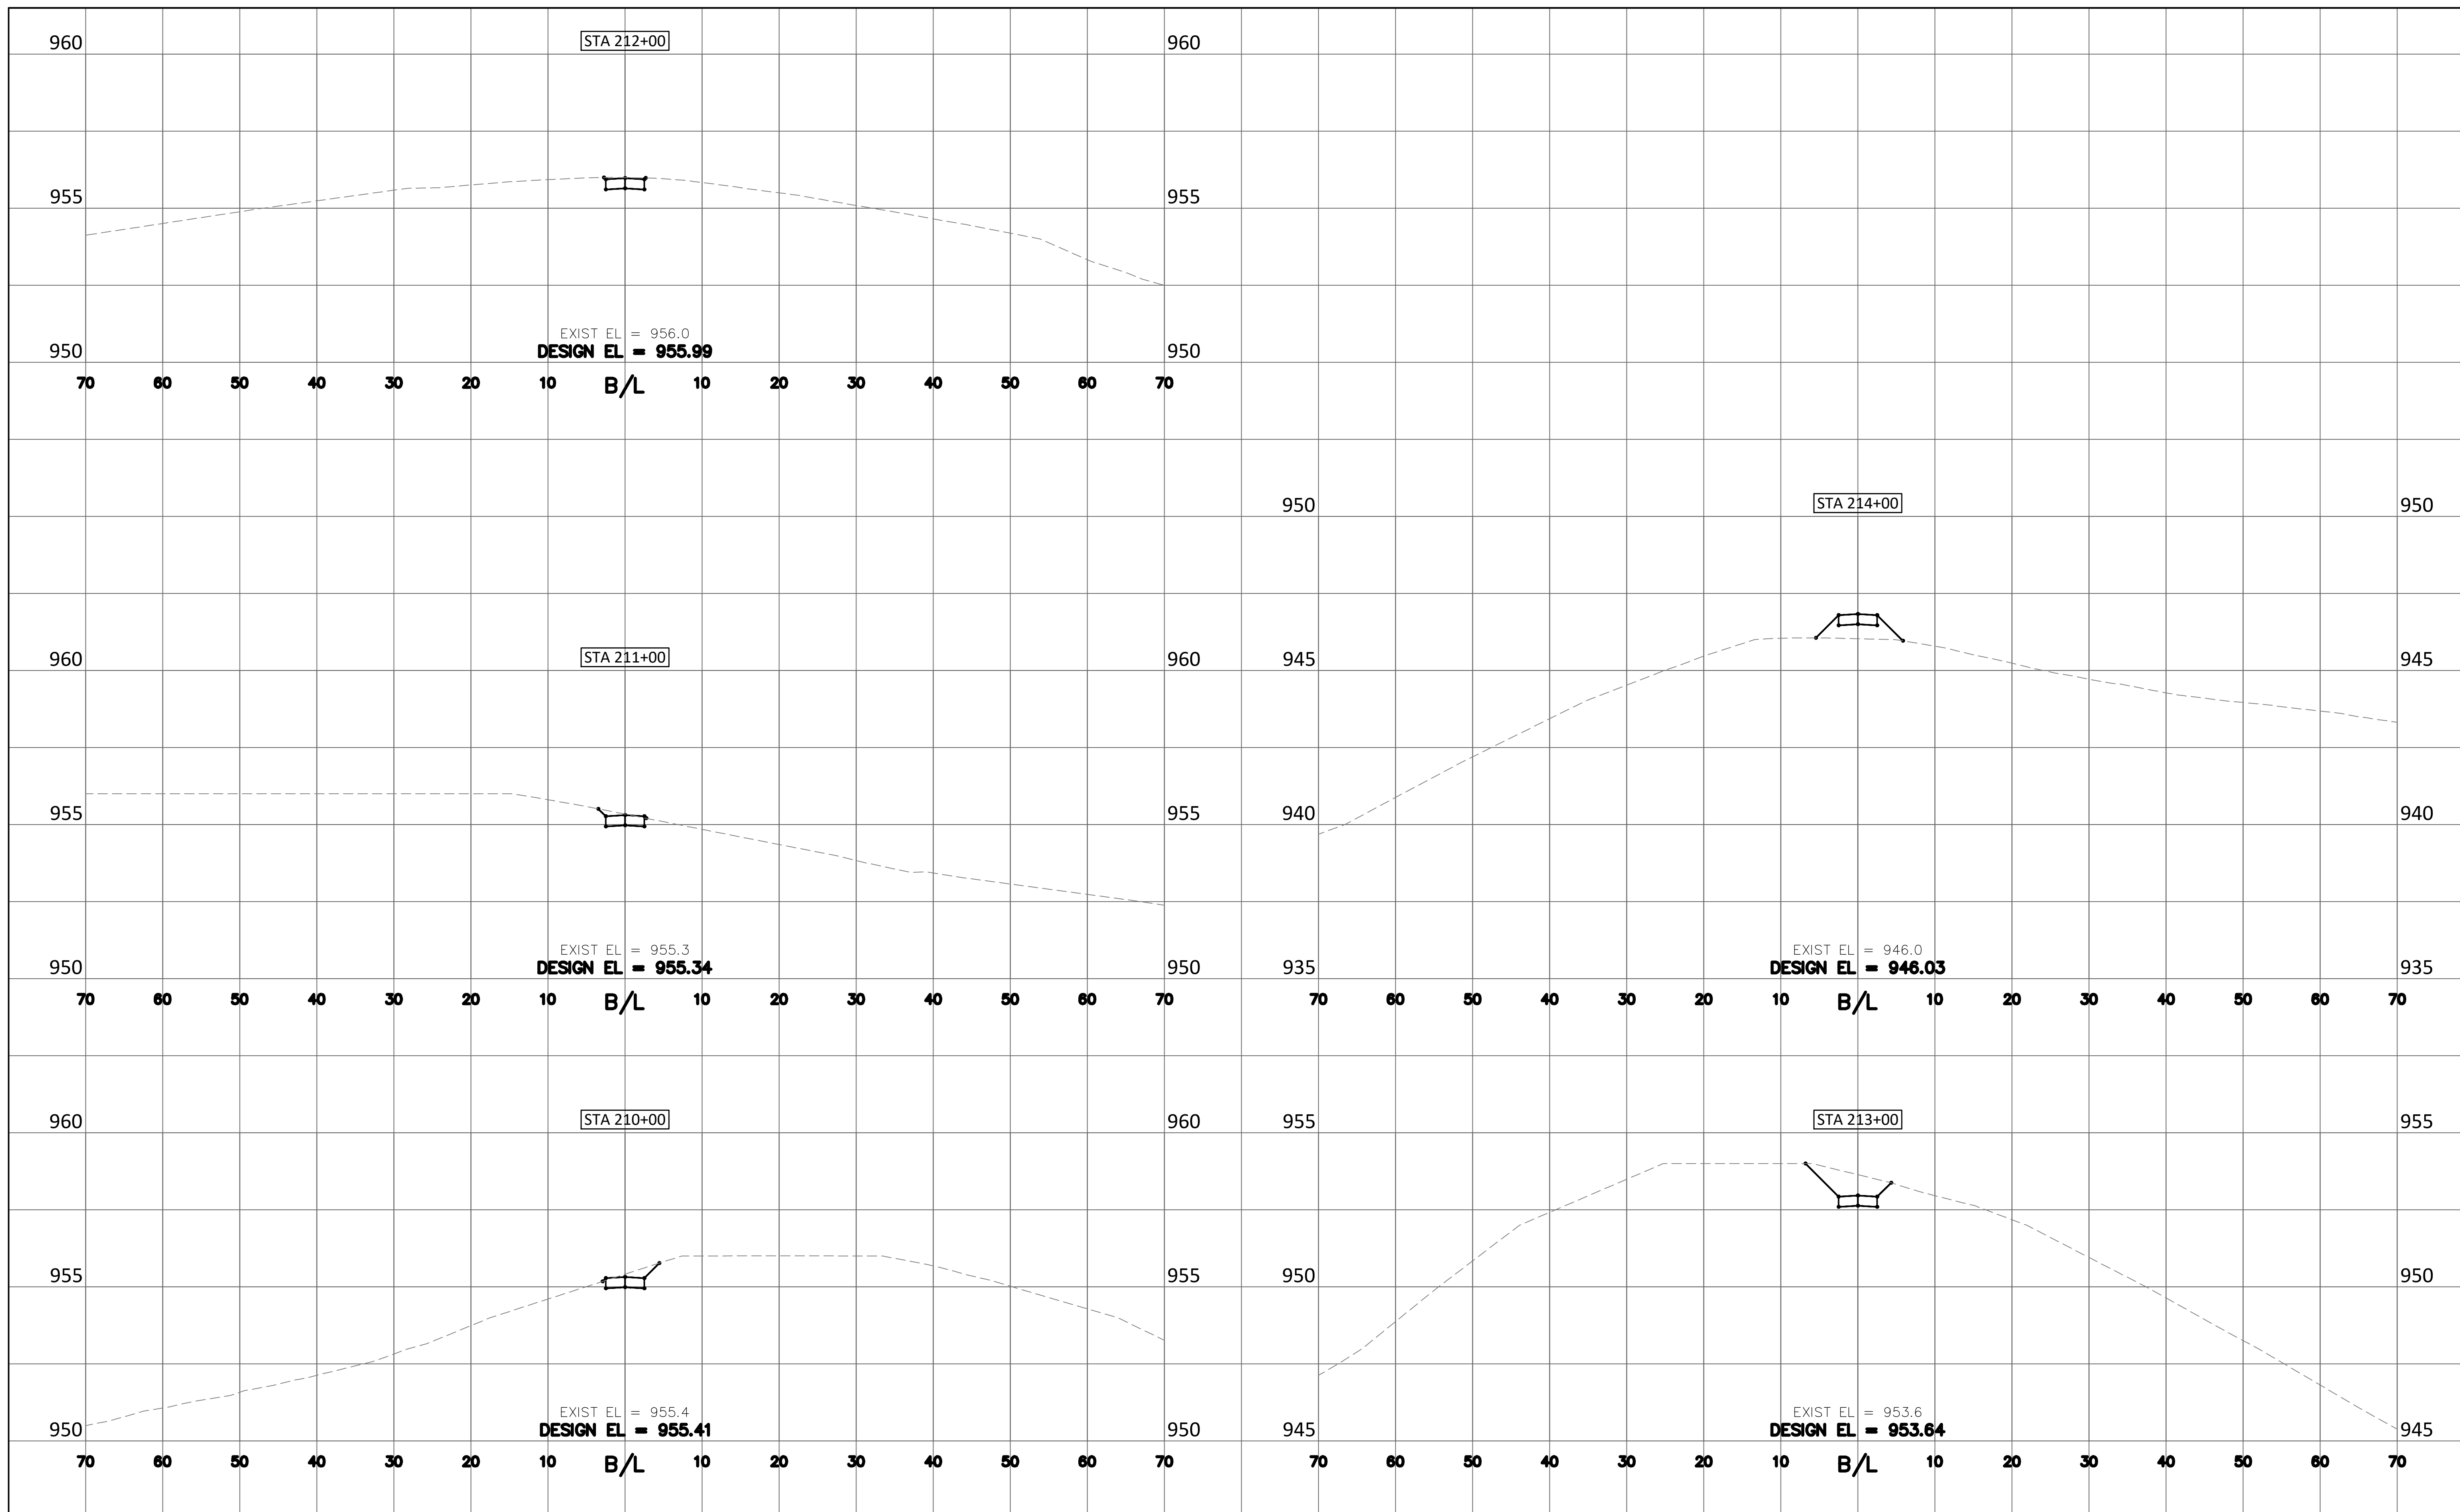 960 STA 212+00 960
955 955
EXIST EL = 956.0
950 DESIGN EL = 955.99 950
70 60 50 40 30 20 10 B/L 10 20 30 40 50 60 70
960 STA 211+00 960
955 955
EXIST EL = 955.3
950 DESIGN EL = 955.34 950
70 60 50 40 30 20 10 B/L 10 20 30 40 50 60 70
960 STA 210+00 960
955 955
EXIST EL = 955.4
950 DESIGN EL = 955.41 950
70 60 50 40 30 20 10 B/L 10 20 30 40 50 60 70
950 STA 214+00 950
945 945
940 940
EXIST EL = 946.0
935 DESIGN EL = 946.03 935
70 60 50 40 30 20 10 B/L 10 20 30 40 50 60 70
955 STA 213+00 955
950 950
EXIST EL = 953.6
945 DESIGN EL = 953.64 945
70 60 50 40 30 20 10 B/L 10 20 30 40 50 60 70